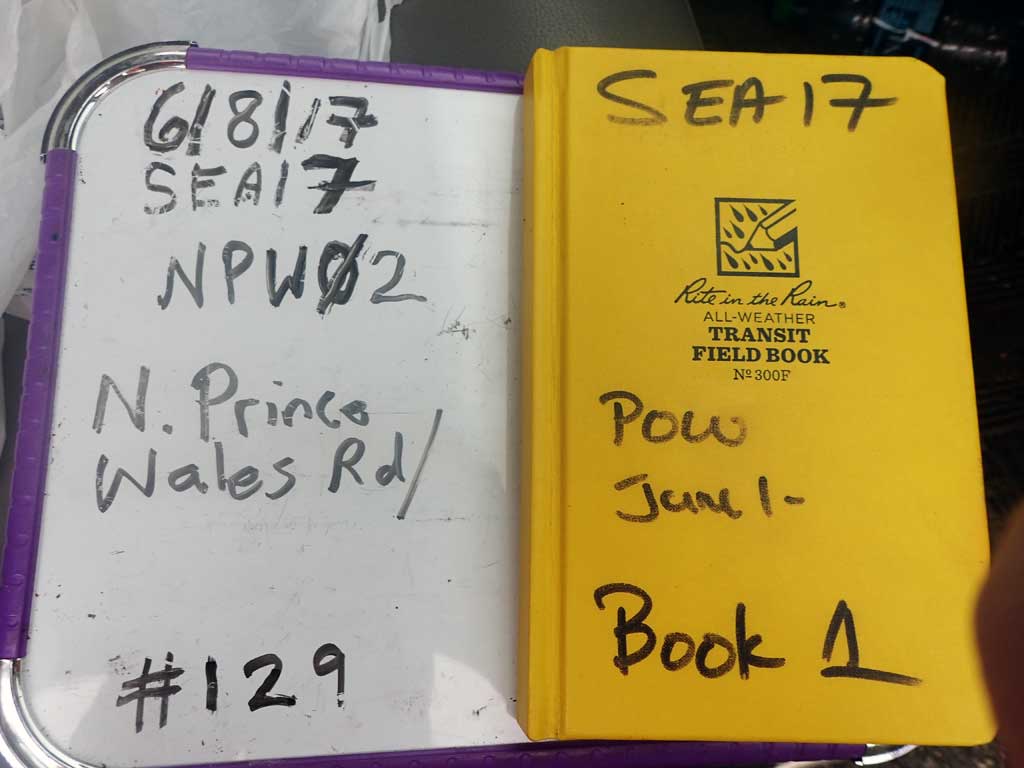 6/8/17
SEA17
NPWØ2
N. Prince
Wales Rd/
#129
SEA17
Rite in the Rain®
ALL-WEATHER
TRANSIT
FIELD BOOK
Nº300F
POW
June 1-
Book 1